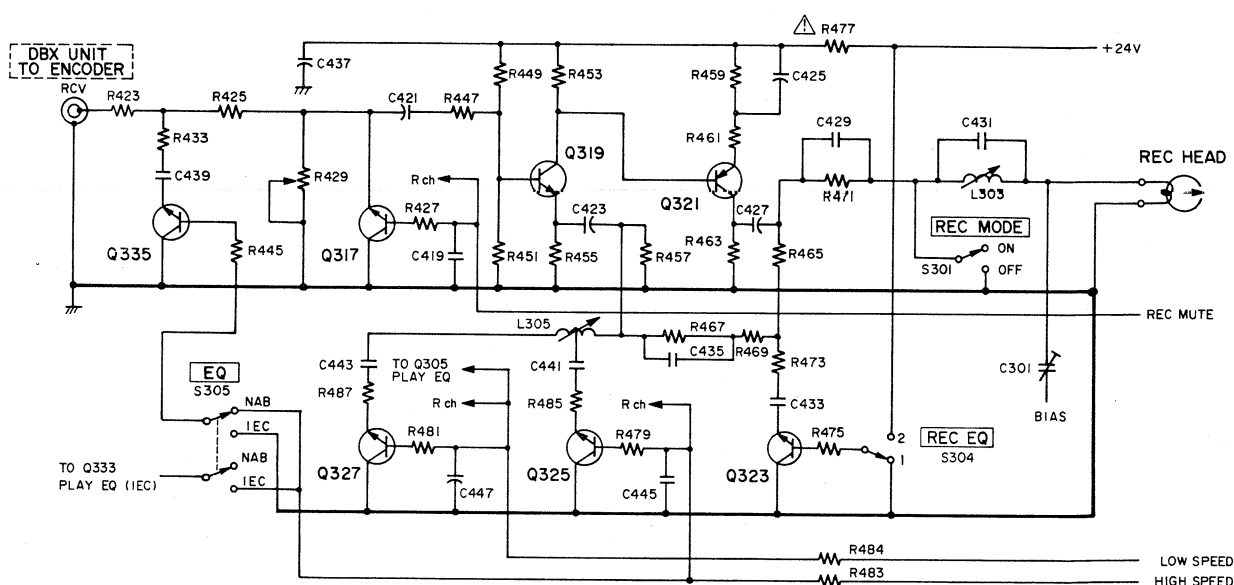 DBX UNIT
TO ENCODER
RCV
R423
R425
R433
C439
Q335
R445
R429
C437
C421
R447
R449
R453
R459
C425
R477
+24V
R461
Q319
Q321
C429
R471
C431
L303
REC HEAD
R ch
R427
Q317
C419
R451
C423
R455
R457
R463
C427
R465
REC MODE
S301
ON
OFF
REC MUTE
L305
R467
C435
R469
R473
C433
C443
R487
TO Q305
PLAY EQ
R ch
C441
R485
R ch
C301
BIAS
EQ
S305
NAB
IEC
NAB
IEC
TO Q333
PLAY EQ (IEC)
R481
Q327
C447
R479
Q325
C445
Q323
R475
2
1
REC EQ
S304
R484
LOW SPEED
R483
HIGH SPEED